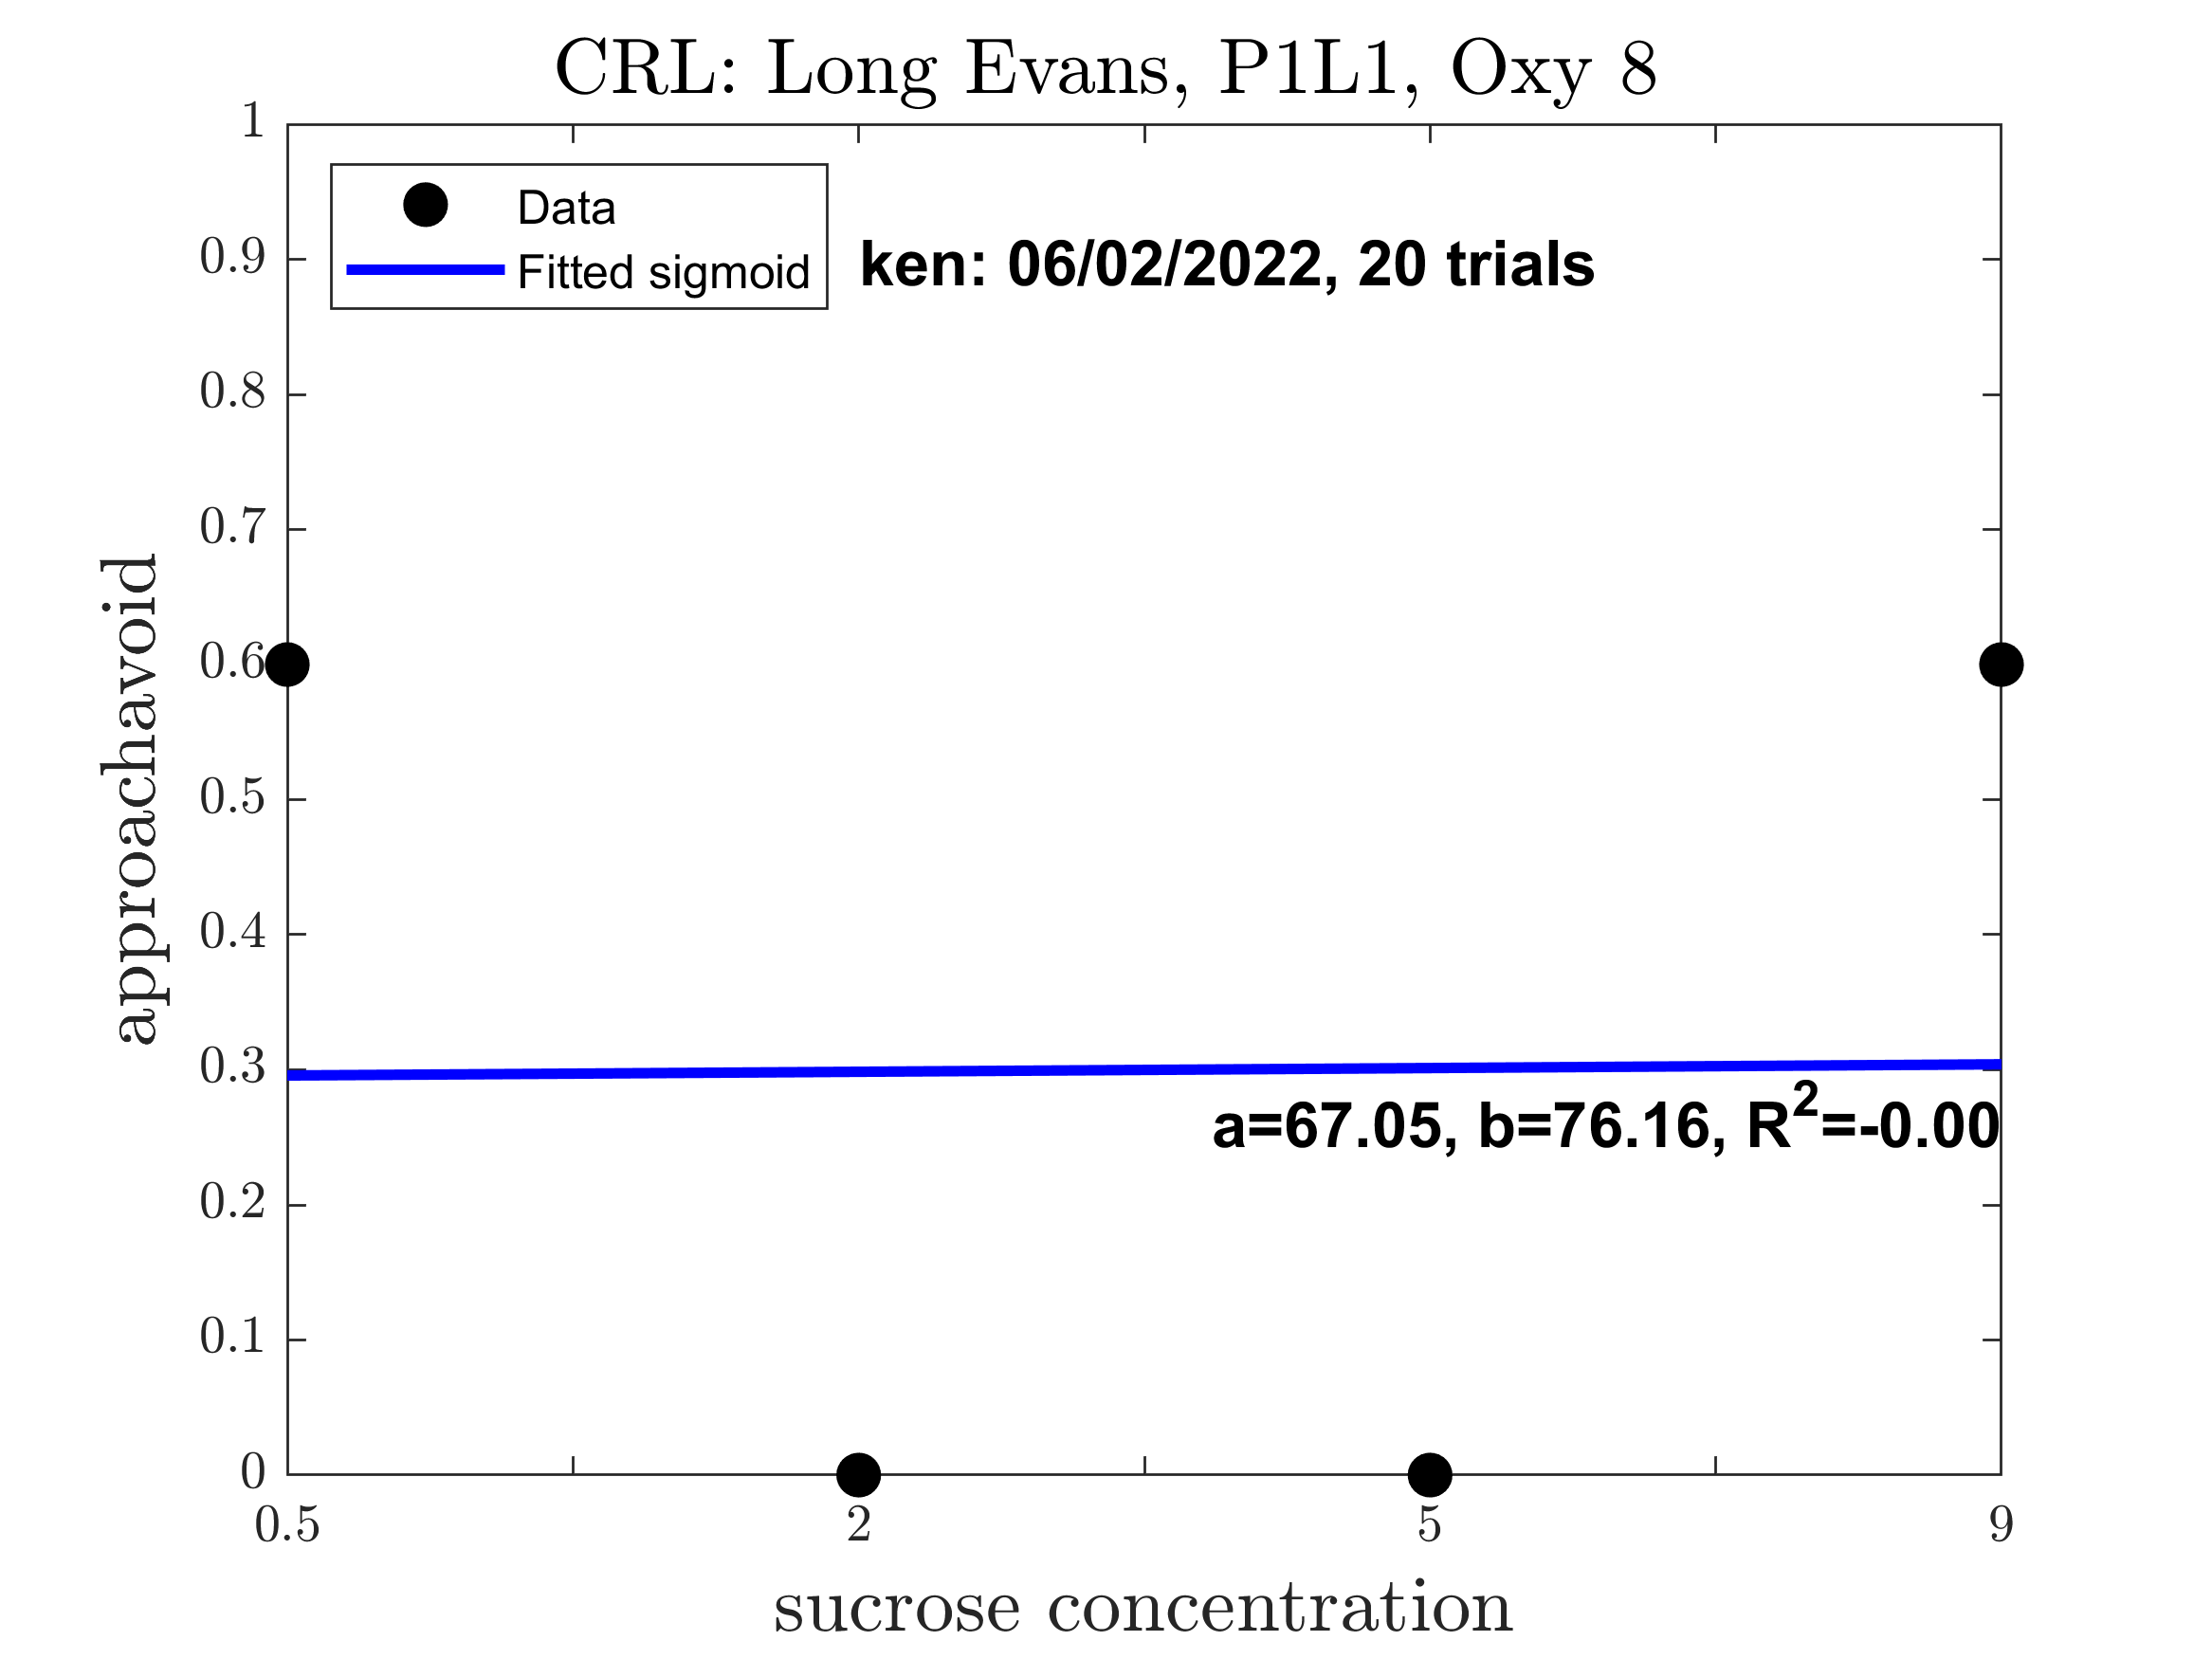 CRL: Long Evans, P1L1, Oxy 8
1
0.9
0.8
0.7
0.6
0.5
0.4
0.3
0.2
0.1
0
approachavoid
Data
Fitted sigmoid
ken: 06/02/2022, 20 trials
a=67.05, b=76.16, R²=-0.00
0.5 2 5 9
sucrose concentration